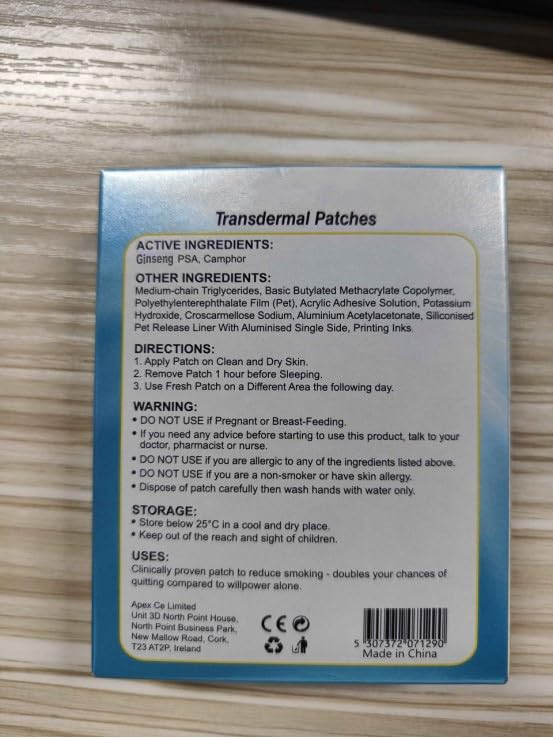 Transdermal Patches
ACTIVE INGREDIENTS:
Ginseng PSA, Camphor
OTHER INGREDIENTS:
Medium-chain Triglycerides, Basic Butylated Methacrylate Copolymer,
Polyethylenterephthalate Film (Pet), Acrylic Adhesive Solution, Potassium
Hydroxide, Croscarmellose Sodium, Aluminium Acetylacetonate, Siliconised
Pet Release Liner With Aluminised Single Side, Printing Inks.
DIRECTIONS:
1. Apply Patch on Clean and Dry Skin.
2. Remove Patch 1 hour before Sleeping.
3. Use Fresh Patch on a Different Area the following day.
WARNING:
• DO NOT USE if Pregnant or Breast-Feeding.
• If you need any advice before starting to use this product, talk to your
doctor, pharmacist or nurse.
• DO NOT USE if you are allergic to any of the ingredients listed above.
• DO NOT USE if you are a non-smoker or have skin allergy.
• Dispose of patch carefully then wash hands with water only.
STORAGE:
• Store below 25°C in a cool and dry place.
• Keep out of the reach and sight of children.
USES:
Clinically proven patch to reduce smoking - doubles your chances of
quitting compared to willpower alone.
Apex Ce Limited
Unit 3D North Point House,
North Point Business Park,
New Mallow Road, Cork,
T23 AT2P, Ireland
CE
5 307372 071290
Made in China